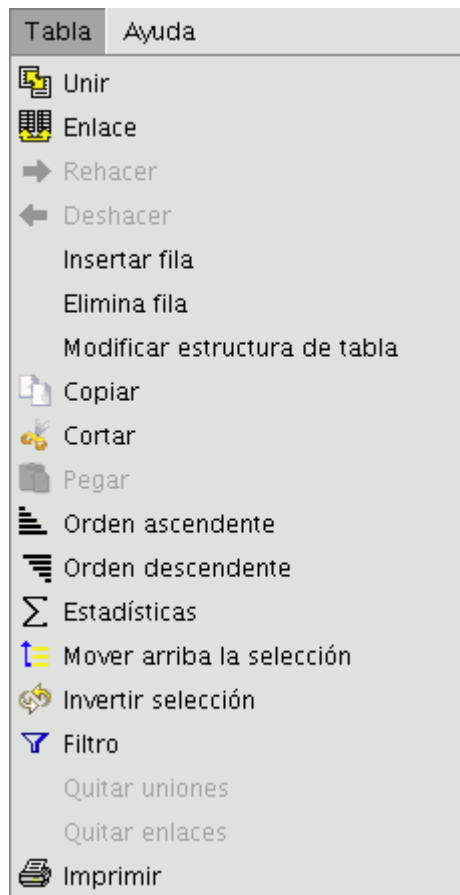 Tabla Ayuda
Unir
Enlace
Rehacer
Deshacer
Insertar fila
Elimina fila
Modificar estructura de tabla
Copiar
Cortar
Pegar
Orden ascendente
Orden descendente
Estadísticas
Mover arriba la selección
Invertir selección
Filtro
Quitar uniones
Quitar enlaces
Imprimir